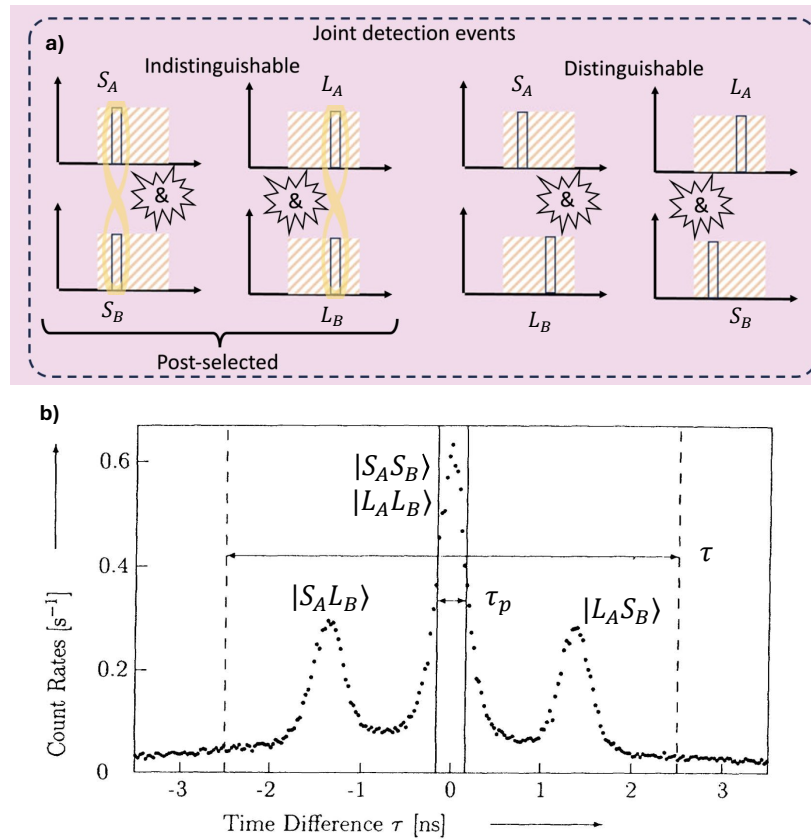 a)
Joint detection events
Indistinguishable
Distinguishable
S_A
L_A
S_A
L_A
&
&
&
&
S_B
L_B
L_B
S_B
Post-selected
b)
0.6
0.4
0.2
0
Count Rates [s⁻¹]
|S_A S_B⟩
|L_A L_B⟩
τ
|S_A L_B⟩
τ_p
|L_A S_B⟩
-3
-2
-1
0
1
2
3
Time Difference τ [ns]